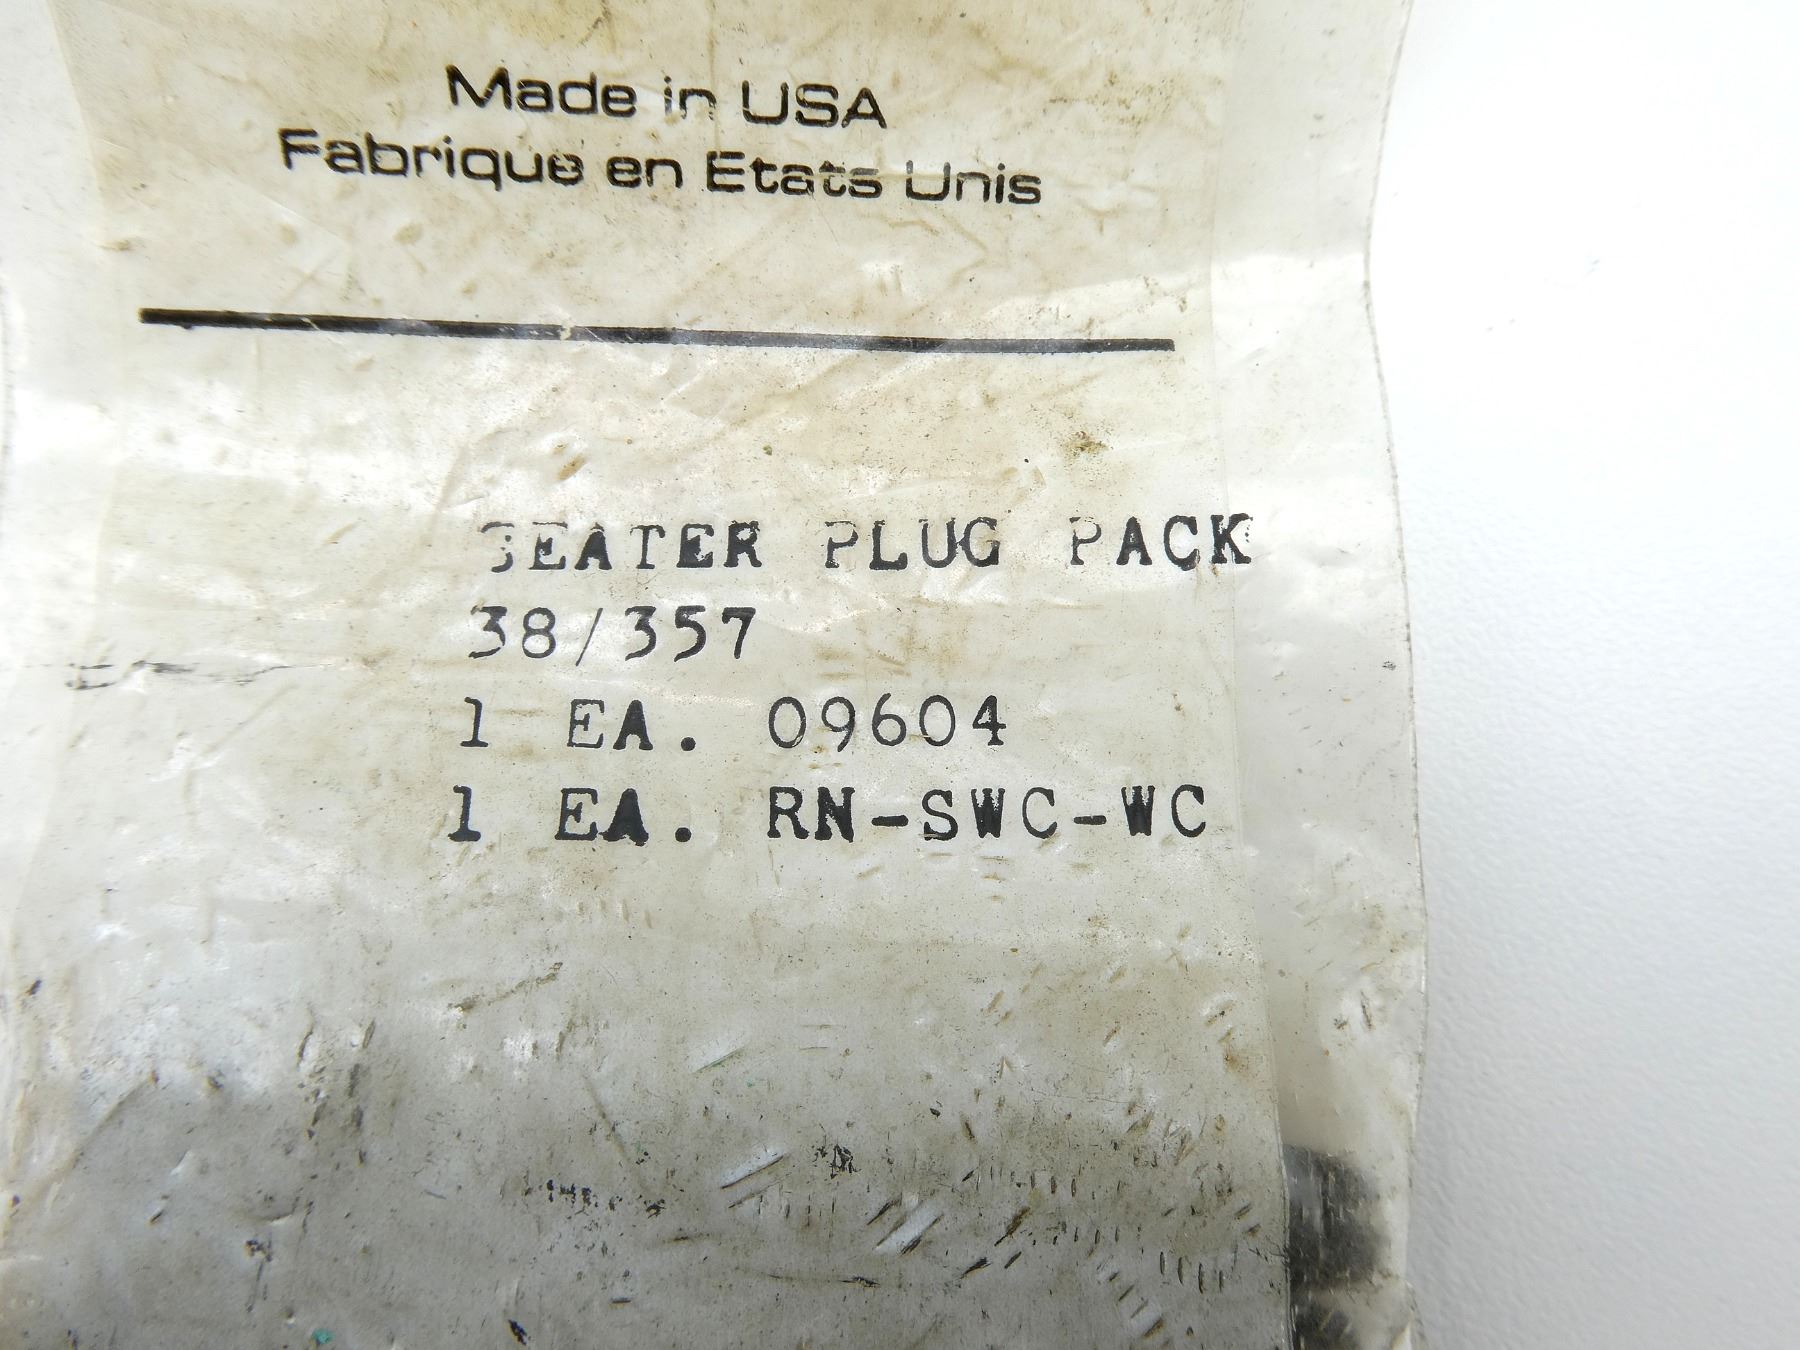 Made in USA
Fabrique en Etats Unis
SEATER PLUG PACK
38/357
1 EA. 09604
1 EA. RN-SWC-WC